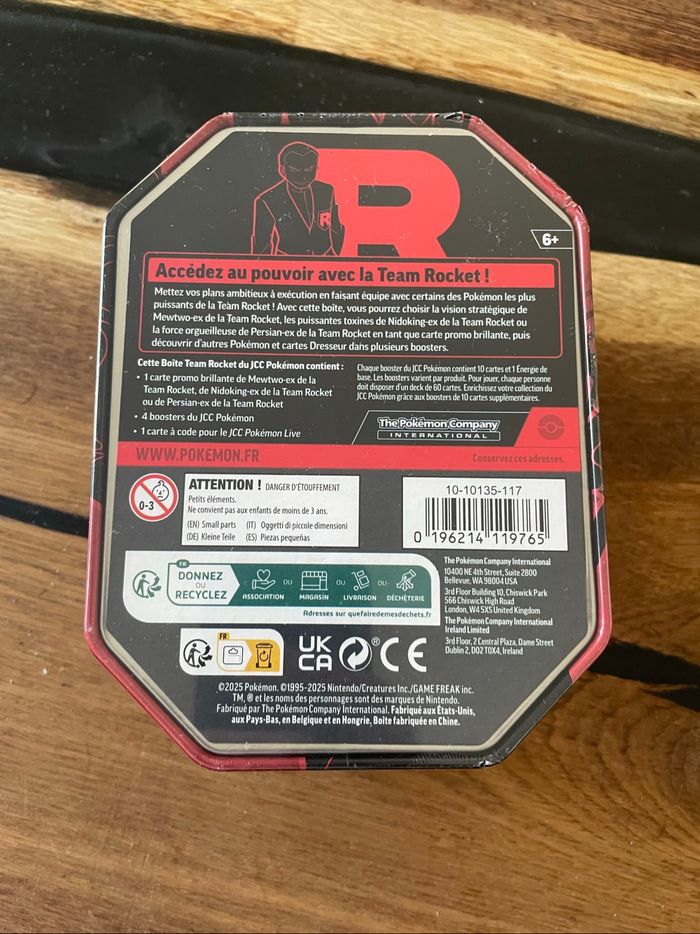 R
R
6+
Accédez au pouvoir avec la Team Rocket !
Mettez vos plans ambitieux à exécution en faisant équipe avec certains des Pokémon les plus
puissants de la Team Rocket ! Avec cette boîte, vous pourrez choisir la vision stratégique de
Mewtwo-ex de la Team Rocket, les puissantes toxines de Nidoking-ex de la Team Rocket ou
la force orgueilleuse de Persian-ex de la Team Rocket en tant que carte promo brillante, puis
découvrir d'autres Pokémon et cartes Dresseur dans plusieurs boosters.
Cette Boîte Team Rocket du JCC Pokémon contient :
• 1 carte promo brillante de Mewtwo-ex de la
Team Rocket, de Nidoking-ex de la Team Rocket
ou de Persian-ex de la Team Rocket
• 4 boosters du JCC Pokémon
• 1 carte à code pour le JCC Pokémon Live
Chaque booster du JCC Pokémon contient 10 cartes et 1 Énergie de
base. Les boosters varient par produit. Pour jouer, chaque personne
doit disposer d'un deck de 60 cartes. Enrichissez votre collection du
JCC Pokémon grâce aux boosters de 10 cartes supplémentaires.
The Pokémon Company
INTERNATIONAL
WWW.POKEMON.FR
Conservez ces adresses.
0-3
ATTENTION ! DANGER D'ÉTOUFFEMENT
Petits éléments.
Ne convient pas aux enfants de moins de 3 ans.
(EN) Small parts (IT) Oggetti di piccole dimensioni
(DE) Kleine Teile (ES) Piezas pequeñas
10-10135-117
0 196214 119765
FR
DONNEZ
OU
RECYCLEZ
ASSOCIATION
OU
MAGASIN
OU
LIVRAISON
OU
DÉCHÈTERIE
Adresses sur quefairedemesdechets.fr
The Pokémon Company International
10400 NE 4th Street, Suite 2800
Bellevue, WA 98004 USA
3rd Floor Building 10, Chiswick Park
566 Chiswick High Road
London, W4 5XS United Kingdom
The Pokémon Company International
Ireland Limited
3rd Floor, 2 Central Plaza, Dame Street
Dublin 2, D02 T0X4, Ireland
FR
UK
CA
®
CE
©2025 Pokémon. ©1995-2025 Nintendo/Creatures Inc./GAME FREAK inc.
TM, ® et les noms des personnages sont des marques de Nintendo.
Fabriqué par The Pokémon Company International. Fabriqué aux États-Unis,
aux Pays-Bas, en Belgique et en Hongrie, Boîte fabriquée en Chine.